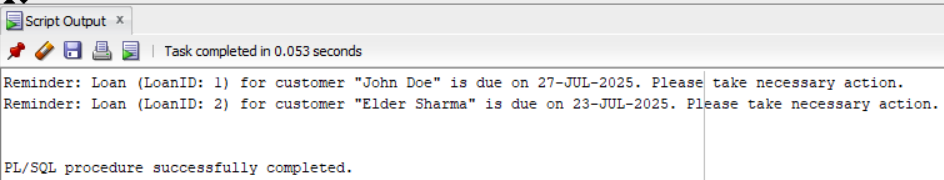 Script Output x
Task completed in 0.053 seconds
Reminder: Loan (LoanID: 1) for customer "John Doe" is due on 27-JUL-2025. Please take necessary action.
Reminder: Loan (LoanID: 2) for customer "Elder Sharma" is due on 23-JUL-2025. Please take necessary action.
PL/SQL procedure successfully completed.